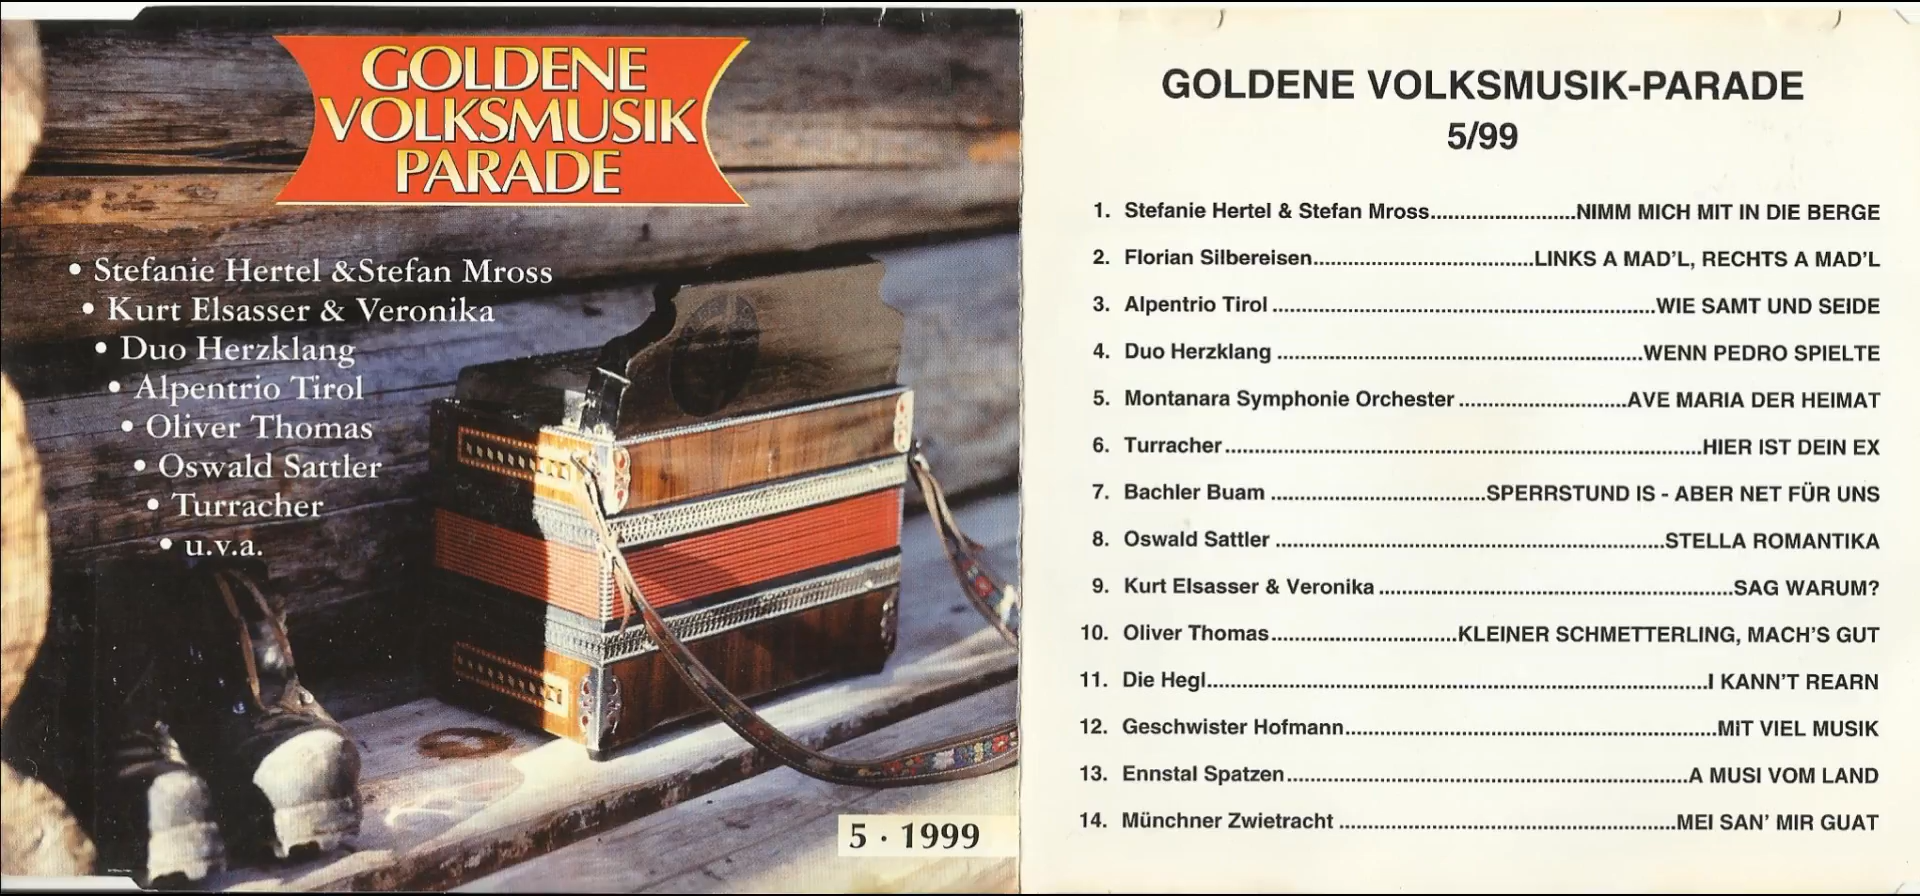 GOLDENE
VOLKSMUSIK
PARADE
• Stefanie Hertel &Stefan Mross
• Kurt Elsasser & Veronika
• Duo Herzklang
• Alpentrio Tirol
• Oliver Thomas
• Oswald Sattler
• Turracher
• u.v.a.
5 · 1999
GOLDENE VOLKSMUSIK-PARADE
5/99
1. Stefanie Hertel & Stefan Mross........................NIMM MICH MIT IN DIE BERGE
2. Florian Silbereisen.....................................LINKS A MAD'L, RECHTS A MAD'L
3. Alpentrio Tirol ................................................................WIE SAMT UND SEIDE
4. Duo Herzklang .............................................................WENN PEDRO SPIELTE
5. Montanara Symphonie Orchester ............................AVE MARIA DER HEIMAT
6. Turracher................................................................................HIER IST DEIN EX
7. Bachler Buam ....................................SPERRSTUND IS - ABER NET FÜR UNS
8. Oswald Sattler .................................................................STELLA ROMANTIKA
9. Kurt Elsasser & Veronika ...........................................................SAG WARUM?
10. Oliver Thomas...............................KLEINER SCHMETTERLING, MACH'S GUT
11. Die Hegl....................................................................................I KANN'T REARN
12. Geschwister Hofmann..............................................................MiT VIEL MUSIK
13. Ennstal Spatzen...................................................................A MUSI VOM LAND
14. Münchner Zwietracht ........................................................MEI SAN' MIR GUAT